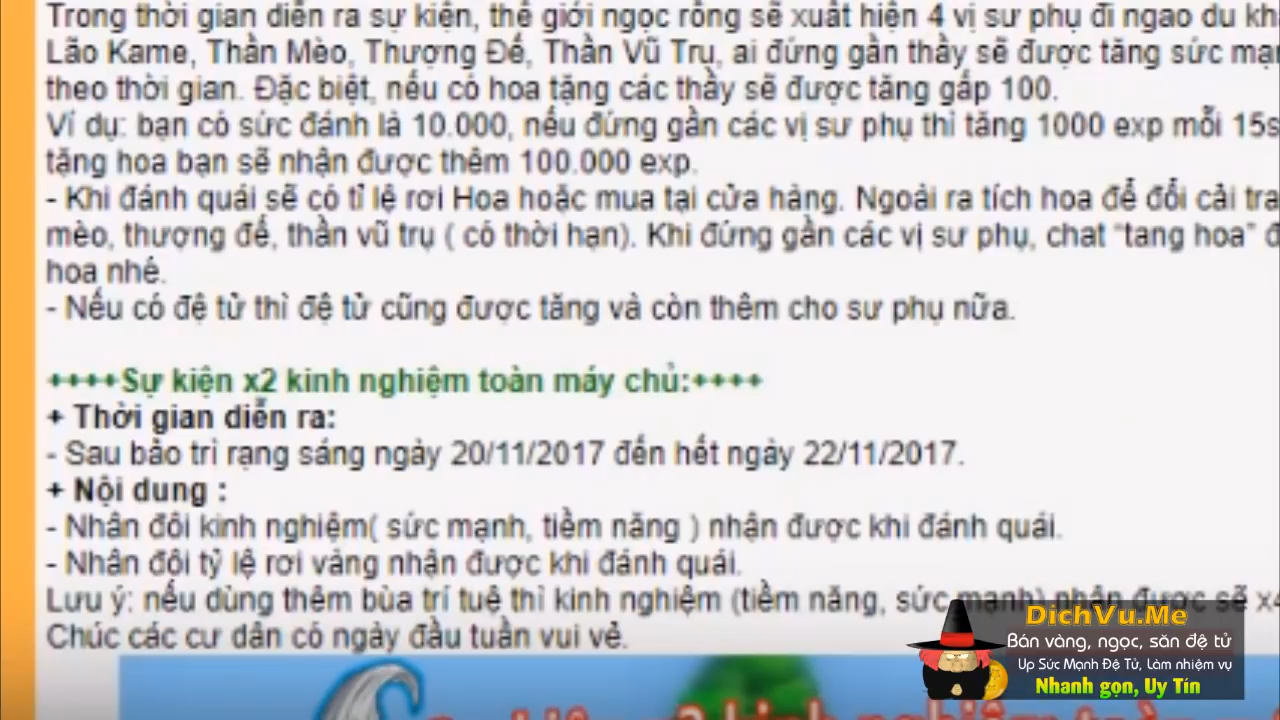 Trong thời gian diễn ra sự kiện, thế giới ngọc rồng sẽ xuất hiện 4 vị sư phụ đi ngao du kh
Lão Kame, Thần Mèo, Thượng Đế, Thần Vũ Trụ, ai đứng gần thầy sẽ được tăng sức mạ
theo thời gian. Đặc biệt, nếu có hoa tặng các thầy sẽ được tăng gấp 100.
Ví dụ: bạn có sức đánh là 10.000, nếu đứng gần các vị sư phụ thì tăng 1000 exp mỗi 15s
tặng hoa bạn sẽ nhận được thêm 100.000 exp.
- Khi đánh quái sẽ có tỉ lệ rơi Hoa hoặc mua tại cửa hàng. Ngoài ra tích hoa để đổi cải tra
mèo, thượng đế, thần vũ trụ ( có thời hạn). Khi đứng gần các vị sư phụ, chat “tang hoa” đ
hoa nhé.
- Nếu có đệ tử thì đệ tử cũng được tăng và còn thêm cho sư phụ nữa.
++++Sự kiện x2 kinh nghiệm toàn máy chủ:++++
+ Thời gian diễn ra:
- Sau bảo trì rạng sáng ngày 20/11/2017 đến hết ngày 22/11/2017.
+ Nội dung :
- Nhân đôi kinh nghiệm( sức mạnh, tiềm năng ) nhận được khi đánh quái.
- Nhân đôi tỷ lệ rơi vàng nhận được khi đánh quái.
Lưu ý: nếu dùng thêm bùa trí tuệ thì kinh nghiệm (tiềm năng, sức mạnh) nhận được sẽ x4
Chúc các cư dân có ngày đầu tuần vui vẻ.
DichVu.Me
Bán vàng, ngọc, săn đệ tử
Up Sức Mạnh Đệ Tử, Làm nhiệm vụ
Nhanh gọn, Uy Tín
x2 kinh nghiệm